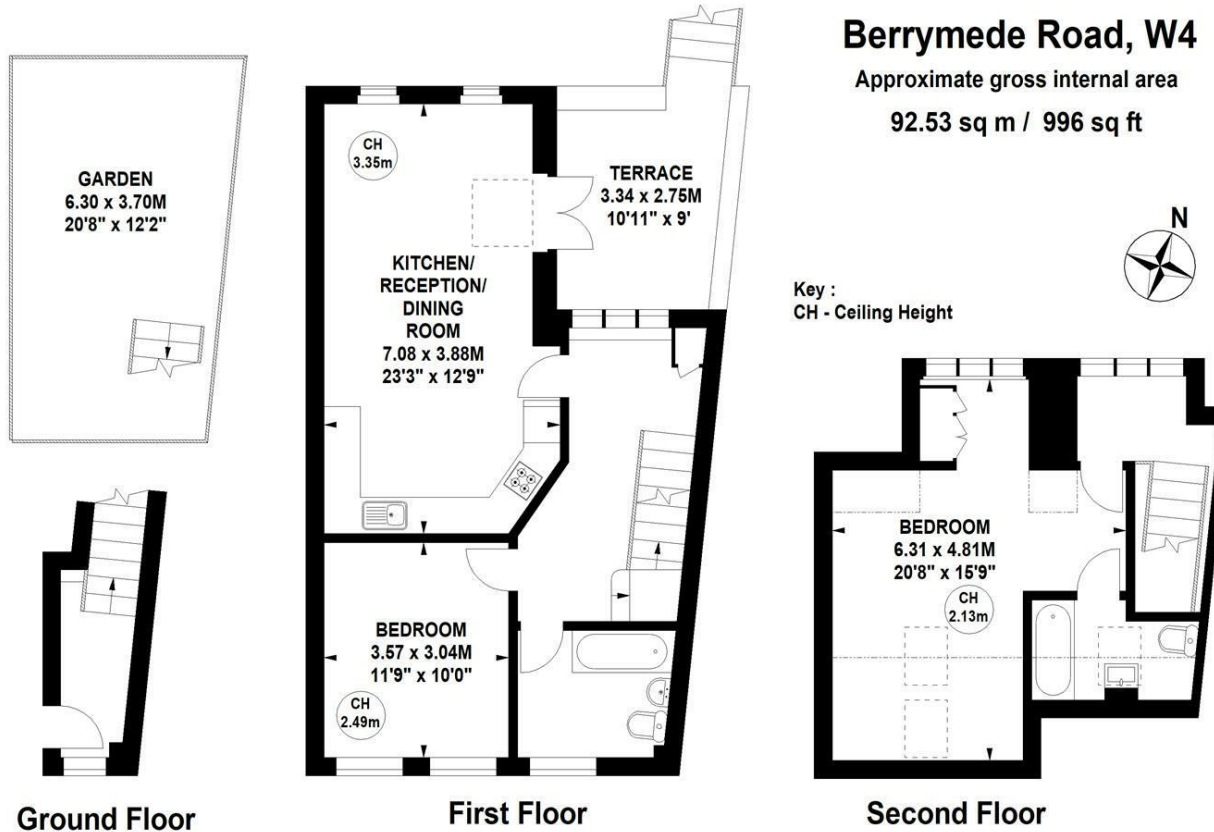 Berrymede Road, W4
Approximate gross internal area
92.53 sq m / 996 sq ft
N
Key :
CH - Ceiling Height
GARDEN
6.30 x 3.70M
20'8" x 12'2"
Ground Floor
CH
3.35m
TERRACE
3.34 x 2.75M
10'11" x 9'
KITCHEN/
RECEPTION/
DINING
ROOM
7.08 x 3.88M
23'3" x 12'9"
BEDROOM
3.57 x 3.04M
11'9" x 10'0"
CH
2.49m
First Floor
BEDROOM
6.31 x 4.81M
20'8" x 15'9"
CH
2.13m
Second Floor